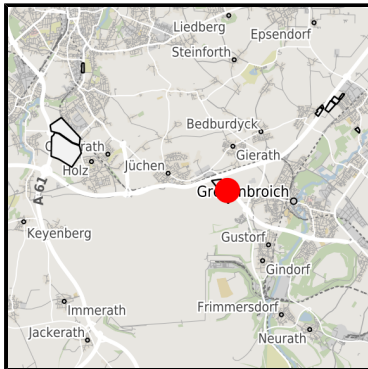 Liedberg
Epsendorf
Steinforth
Bedburdyck
Gierath
Holz
Jüchen
A 61
Keyenberg
Gustorf
Gindorf
Immerath
Frimmersdorf
Jackerath
Neurath